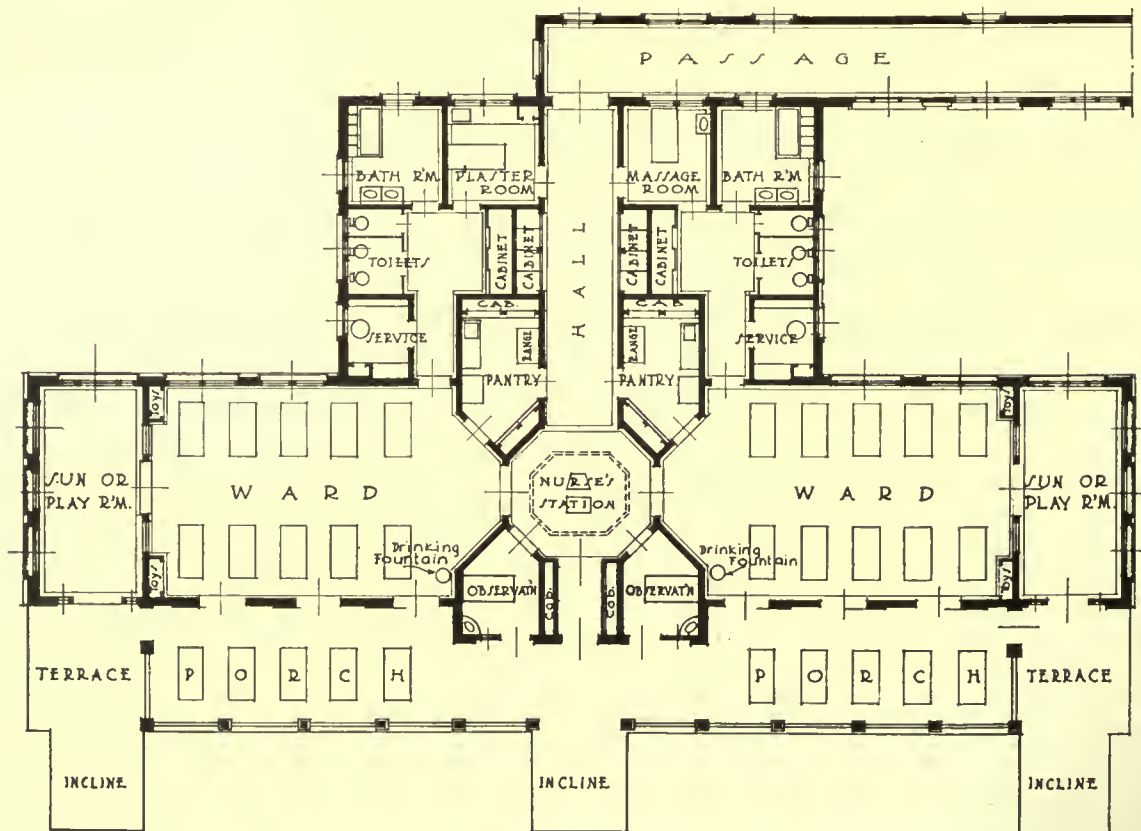 PASSAGE
BATH R'M.
PLASTER
ROOM
MASSAGE
ROOM
BATH R'M.
HALL
TOILETS
CABINET
CABINET
CABINET
CABINET
TOILETS
CAB.
CAB
SERVICE
RANGE
RANGE
SERVICE
PANTRY
PANTRY
Toys
Toys
SUN OR
PLAY R'M.
WARD
NURSE'S
STATION
WARD
SUN OR
PLAY R'M.
Drinking
Fountain
Drinking
Fountain
Toys
Toys
OBSERVAT'N
CAB.
CAB.
OBSERVAT'N
TERRACE
PORCH
PORCH
TERRACE
INCLINE
INCLINE
INCLINE